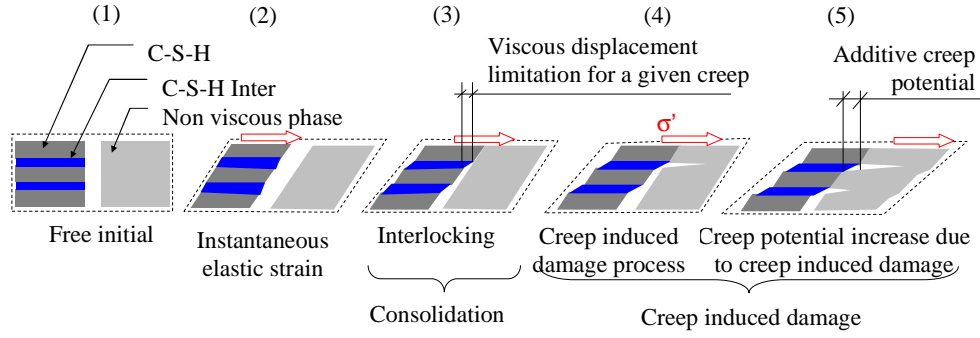 (1)
(2)
(3)
(4)
(5)
C-S-H
C-S-H Inter
Non viscous phase
Viscous displacement
limitation for a given creep
Additive creep
potential
σ'
Free initial
Instantaneous
elastic strain
Interlocking
Creep induced
damage process
Creep potential increase due
to creep induced damage
Consolidation
Creep induced damage